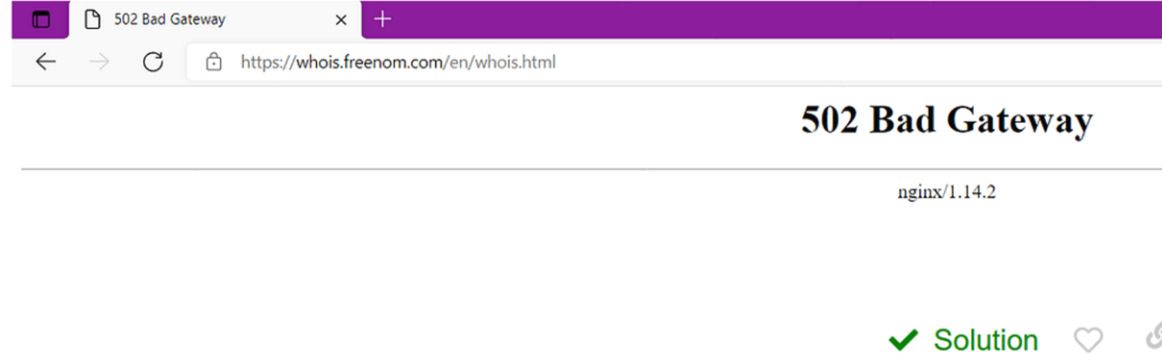 502 Bad Gateway
https://whois.freenom.com/en/whois.html
502 Bad Gateway
nginx/1.14.2
Solution